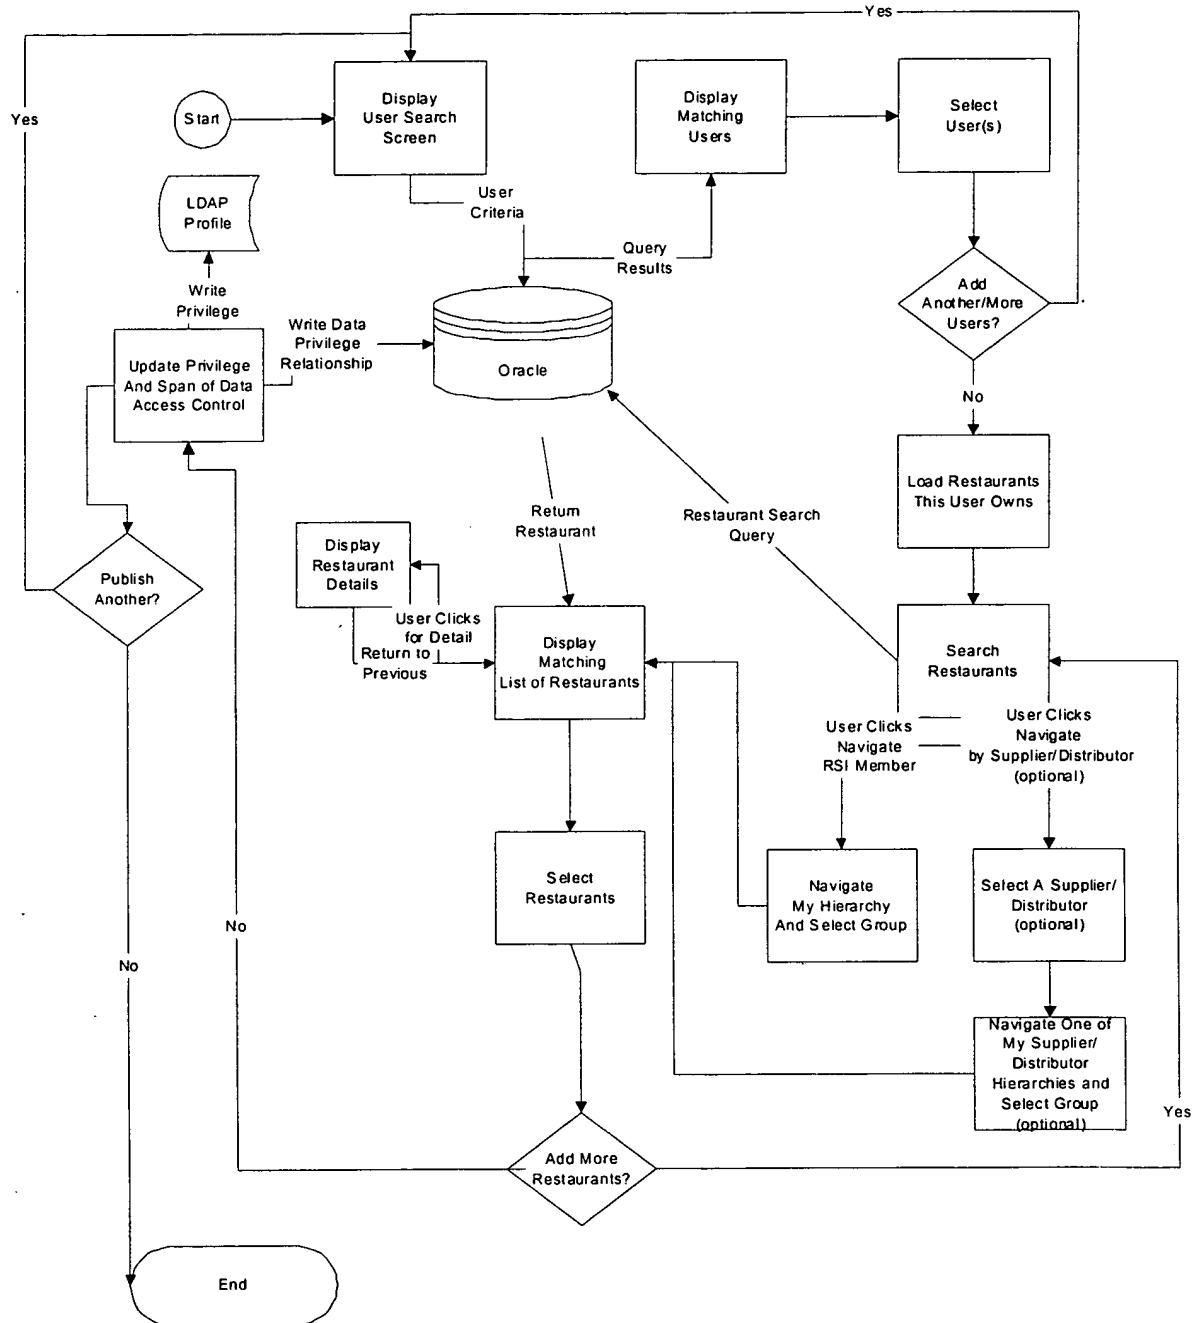 Yes
Yes
Start
Display
User Search
Screen
Display
Matching
Users
Select
User(s)
LDAP
Profile
User
Criteria
Query
Results
Add
Another/More
Users?
Write
Privilege
Write Data
Privilege
Relationship
Oracle
Update Privilege
And Span of Data
Access Control
No
Load Restaurants
This User Owns
Return
Restaurant
Restaurant Search
Query
Display
Restaurant
Details
Publish
Another?
User Clicks
for Detail
Return to
Previous
Display
Matching
List of Restaurants
Search
Restaurants
User Clicks
Navigate
RSI Member
User Clicks
Navigate
by Supplier/Distributor
(optional)
Select
Restaurants
Navigate
My Hierarchy
And Select Group
Select A Supplier/
Distributor
(optional)
No
No
Navigate One of
My Supplier/
Distributor
Hierarchies and
Select Group
(optional)
Yes
Add More
Restaurants?
End